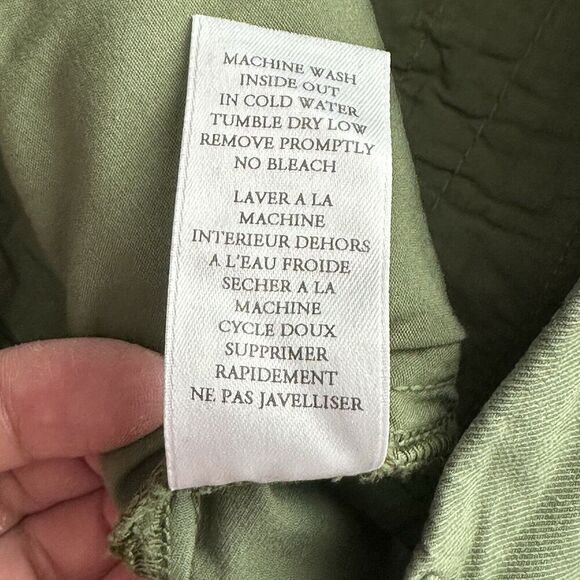 MACHINE WASH
INSIDE OUT
IN COLD WATER
TUMBLE DRY LOW
REMOVE PROMPTLY
NO BLEACH
LAVER A LA
MACHINE
INTERIEUR DEHORS
A L'EAU FROIDE
SECHER A LA
MACHINE
CYCLE DOUX
SUPPRIMER
RAPIDEMENT
NE PAS JAVELLISER